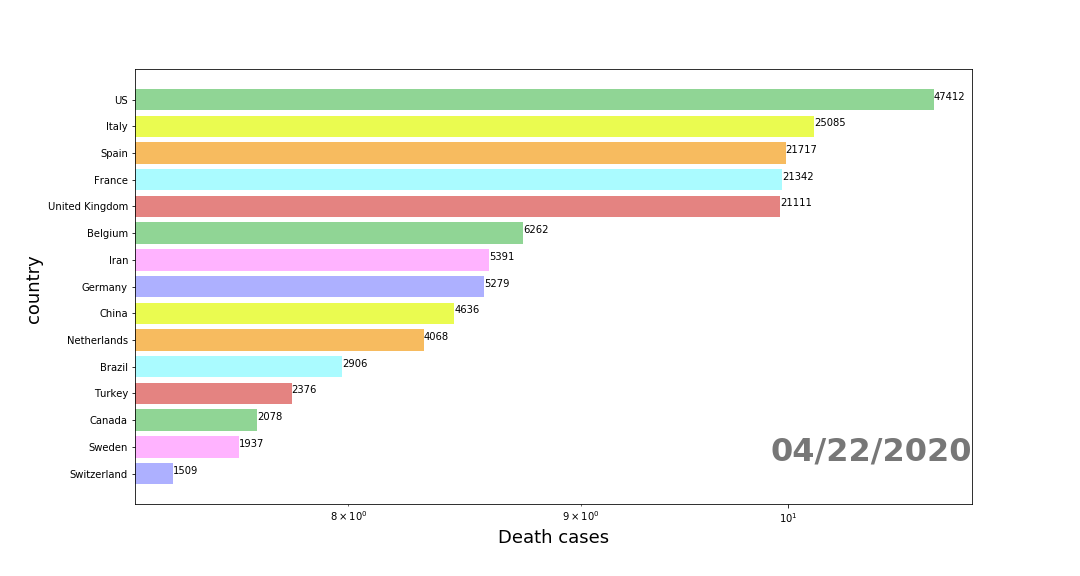 US 47412
Italy 25085
Spain 21717
France 21342
United Kingdom 21111
Belgium 6262
Iran 5391
Germany 5279
China 4636
Netherlands 4068
Brazil 2906
Turkey 2376
Canada 2078
Sweden 1937
Switzerland 1509
country
04/22/2020
8 × 10⁰ 9 × 10⁰ 10¹
Death cases